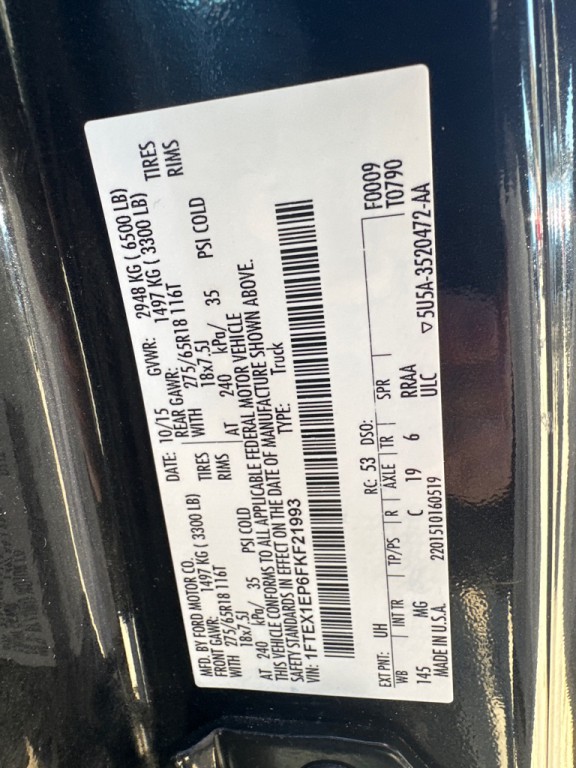 MFD. BY FORD MOTOR CO.
DATE: 10/15 GVWR: 2948 KG ( 6500 LB)
FRONT GAWR: 1497 KG ( 3300 LB) REAR GAWR: 1497 KG ( 3300 LB)
WITH 275/65R18 116T TIRES WITH 275/65R18 116T TIRES
18x7.5J RIMS 18x7.5J RIMS
AT 240 kPa/ 35 PSI COLD AT 240 kPa/ 35 PSI COLD
THIS VEHICLE CONFORMS TO ALL APPLICABLE FEDERAL MOTOR VEHICLE
SAFETY STANDARDS IN EFFECT ON THE DATE OF MANUFACTURE SHOWN ABOVE.
VIN: 1FTEX1EP6FKF21993 TYPE: Truck
F0009
T0790
EXT PNT: UH RC: 53 DSO:
WB INT TR TP/PS R AXLE TR SPR
145 MG C 19 6 RRAA
ULC
MADE IN U.S.A. 2201510160519 ▽ 5U5A-3520472-AA